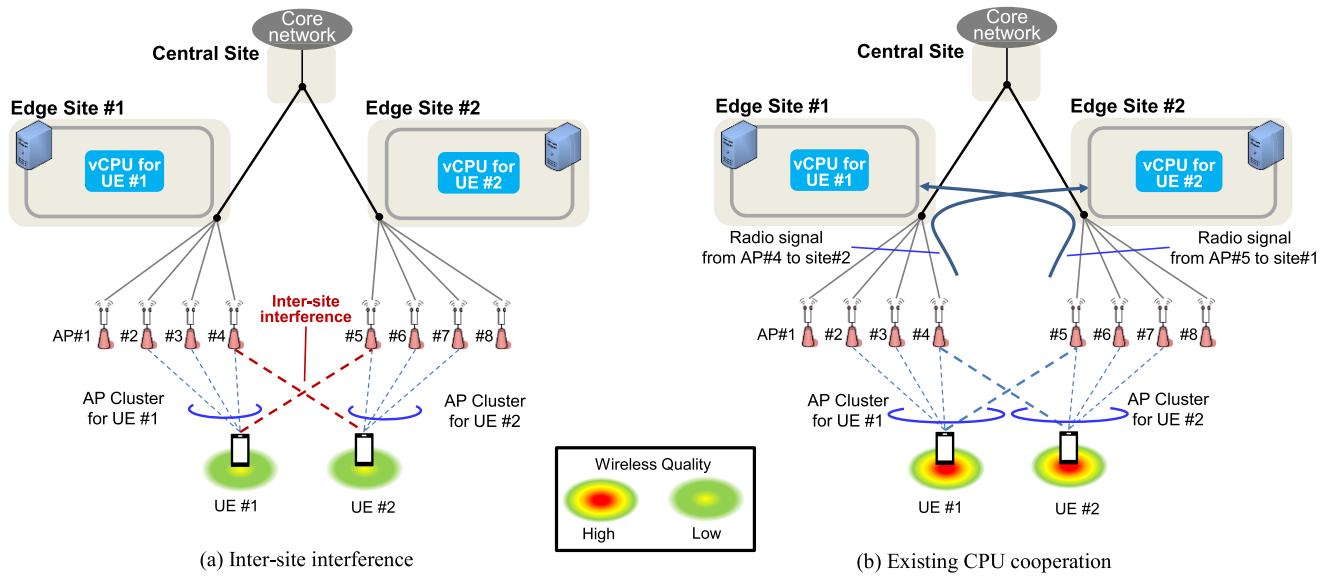 Core
network
Central Site
Edge Site #1
Edge Site #2
vCPU for
UE #1
vCPU for
UE #2
Inter-site
interference
AP#1
#2
#3
#4
#5
#6
#7
#8
AP Cluster
for UE #1
AP Cluster
for UE #2
UE #1
UE #2
(a) Inter-site interference
Wireless Quality
High
Low
Core
network
Central Site
Edge Site #1
Edge Site #2
vCPU for
UE #1
vCPU for
UE #2
Radio signal
from AP#4 to site#2
Radio signal
from AP#5 to site#1
AP#1
#2
#3
#4
#5
#6
#7
#8
AP Cluster
for UE #1
AP Cluster
for UE #2
UE #1
UE #2
(b) Existing CPU cooperation